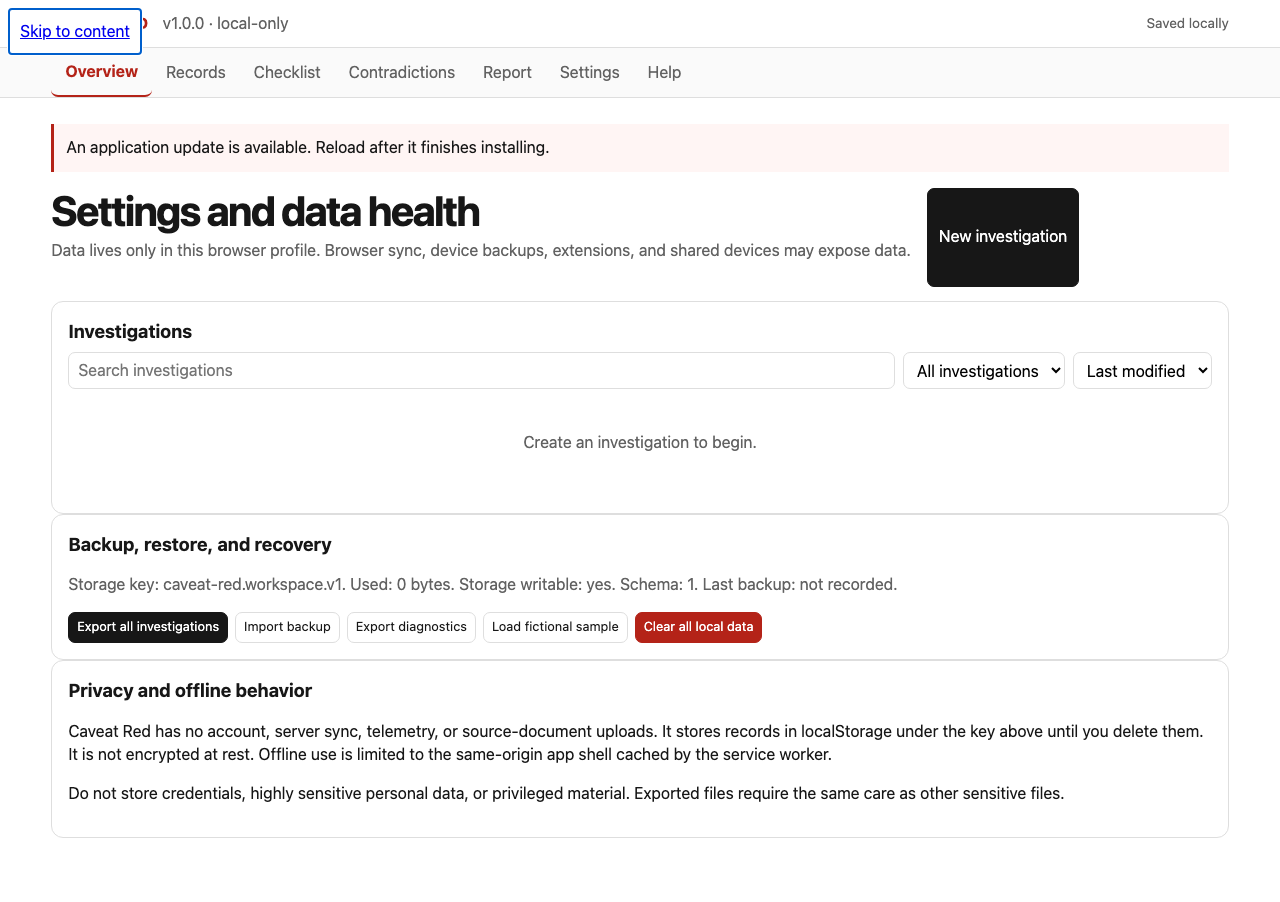 Skip to content
v1.0.0 · local-only
Saved locally
Overview
Records
Checklist
Contradictions
Report
Settings
Help
An application update is available. Reload after it finishes installing.
Settings and data health
Data lives only in this browser profile. Browser sync, device backups, extensions, and shared devices may expose data.
New investigation
Investigations
Search investigations
All investigations
Last modified
Create an investigation to begin.
Backup, restore, and recovery
Storage key: caveat-red.workspace.v1. Used: 0 bytes. Storage writable: yes. Schema: 1. Last backup: not recorded.
Export all investigations
Import backup
Export diagnostics
Load fictional sample
Clear all local data
Privacy and offline behavior
Caveat Red has no account, server sync, telemetry, or source-document uploads. It stores records in localStorage under the key above until you delete them.
It is not encrypted at rest. Offline use is limited to the same-origin app shell cached by the service worker.
Do not store credentials, highly sensitive personal data, or privileged material. Exported files require the same care as other sensitive files.